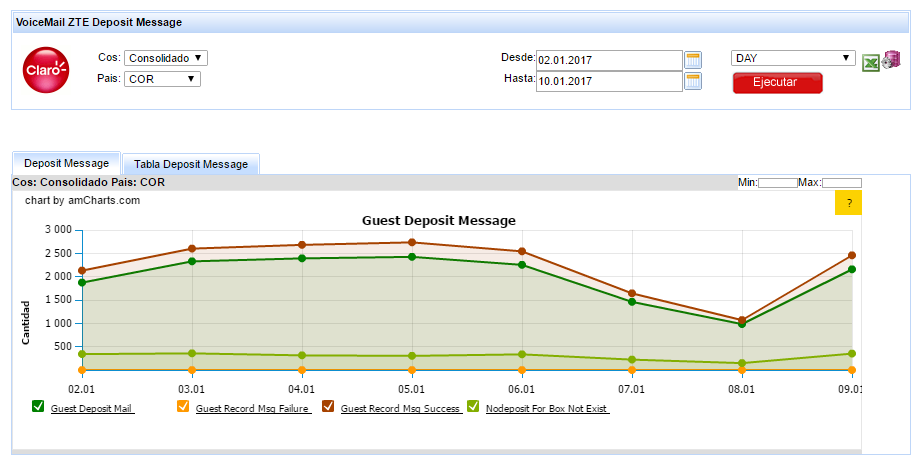 VoiceMail ZTE Deposit Message
Claro
Cos: Consolidado
Desde: 02.01.2017
DAY
Pais: COR
Hasta: 10.01.2017
Ejecutar
Deposit Message
Tabla Deposit Message
Cos: Consolidado Pais: COR
Min: Max:
chart by amCharts.com
?
Guest Deposit Message
Cantidad
3 000
2 500
2 000
1 500
1 000
500
02.01 03.01 04.01 05.01 06.01 07.01 08.01 09.01
Guest Deposit Mail Guest Record Msg Failure Guest Record Msg Success Nodeposit For Box Not Exist